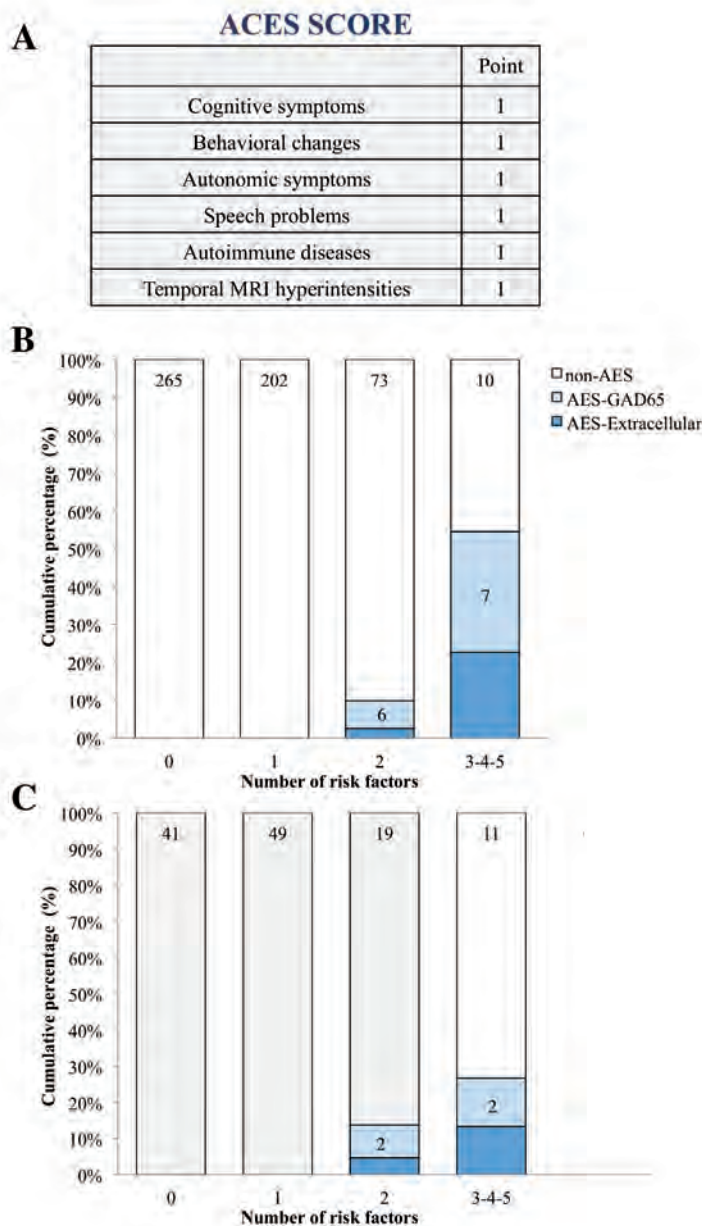 A
ACES SCORE
Point
Cognitive symptoms 1
Behavioral changes 1
Autonomic symptoms 1
Speech problems 1
Autoimmune diseases 1
Temporal MRI hyperintensities 1
B
100%
90%
80%
70%
60%
50%
40%
30%
20%
10%
0%
Cumulative percentage (%)
265 202 73 10
7
6
non-AES
AES-GAD65
AES-Extracellular
0 1 2 3-4-5
Number of risk factors
C
100%
90%
80%
70%
60%
50%
40%
30%
20%
10%
0%
Cumulative percentage (%)
41 49 19 11
2
2
0 1 2 3-4-5
Number of risk factors